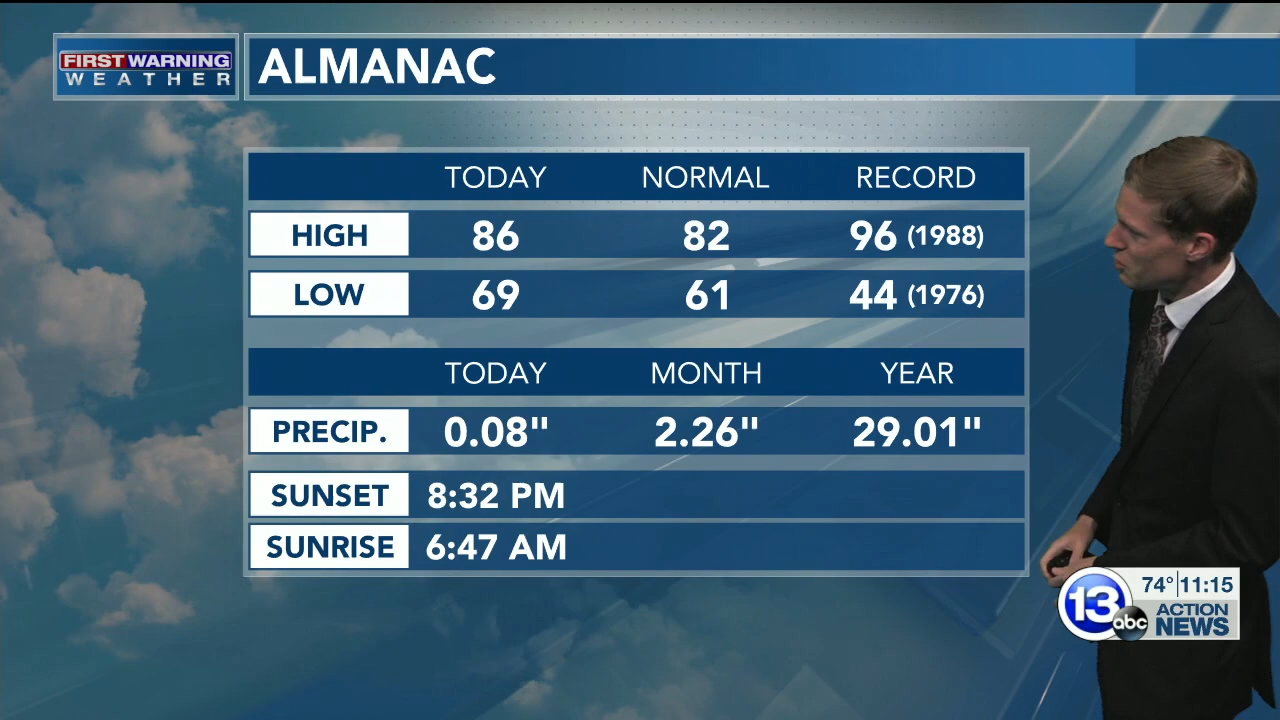 FIRST WARNING
WEATHER
ALMANAC
TODAY NORMAL RECORD
HIGH 86 82 96 (1988)
LOW 69 61 44 (1976)
TODAY MONTH YEAR
PRECIP. 0.08" 2.26" 29.01"
SUNSET 8:32 PM
SUNRISE 6:47 AM
13 abc
74° 11:15
ACTION
NEWS